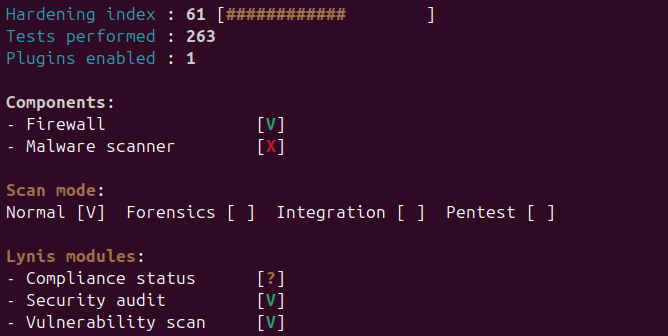 Hardening index : 61 [############        ]
Tests performed : 263
Plugins enabled : 1
Components:
- Firewall               [V]
- Malware scanner        [X]
Scan mode:
Normal [V]  Forensics [ ]  Integration [ ]  Pentest [ ]
Lynis modules:
- Compliance status      [?]
- Security audit         [V]
- Vulnerability scan     [V]